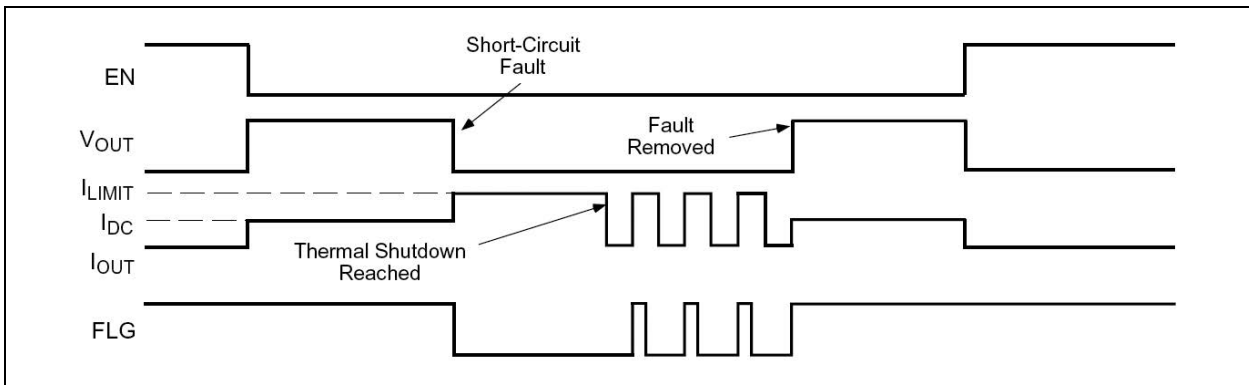 EN
Short-Circuit
Fault
VOUT
Fault
Removed
ILIMIT
IDC
Thermal Shutdown
Reached
IOUT
FLG